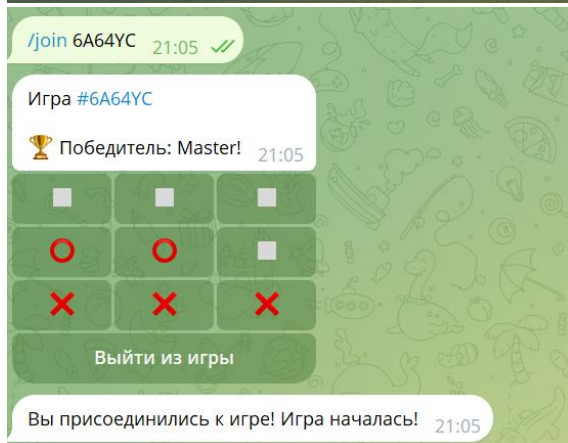 /join 6A64YC 21:05
Игра #6A64YC
🏆 Победитель: Master! 21:05
Выйти из игры
Вы присоединились к игре! Игра началась! 21:05